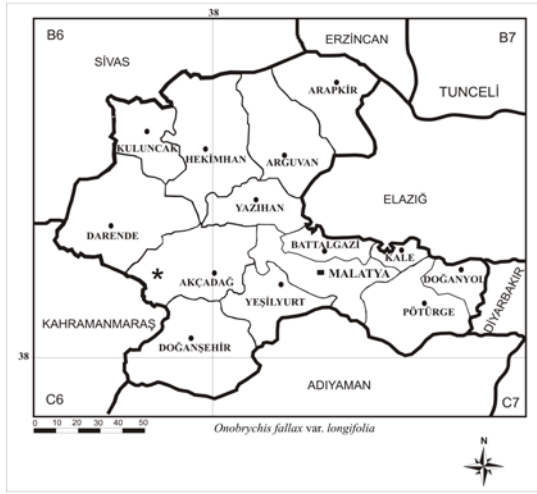 38
B6
ERZİNCAN
B7
SİVAS
ARAPKİR
TUNCELİ
KULUNCAK
HEKİMHAN
ARGUVAN
ELAZIĞ
YAZIHAN
DARENDE
BATTALGAZİ
KALE
*
AKÇADAĞ
MALATYA
DOĞANYOL
YEŞİLYURT
PÖTÜRGE
DİYARBAKIR
KAHRAMANMARAŞ
DOĞANŞEHİR
38
ADIYAMAN
C6
C7
0 10 20 30 40 50
Onobrychis fallax var. longifolia
N